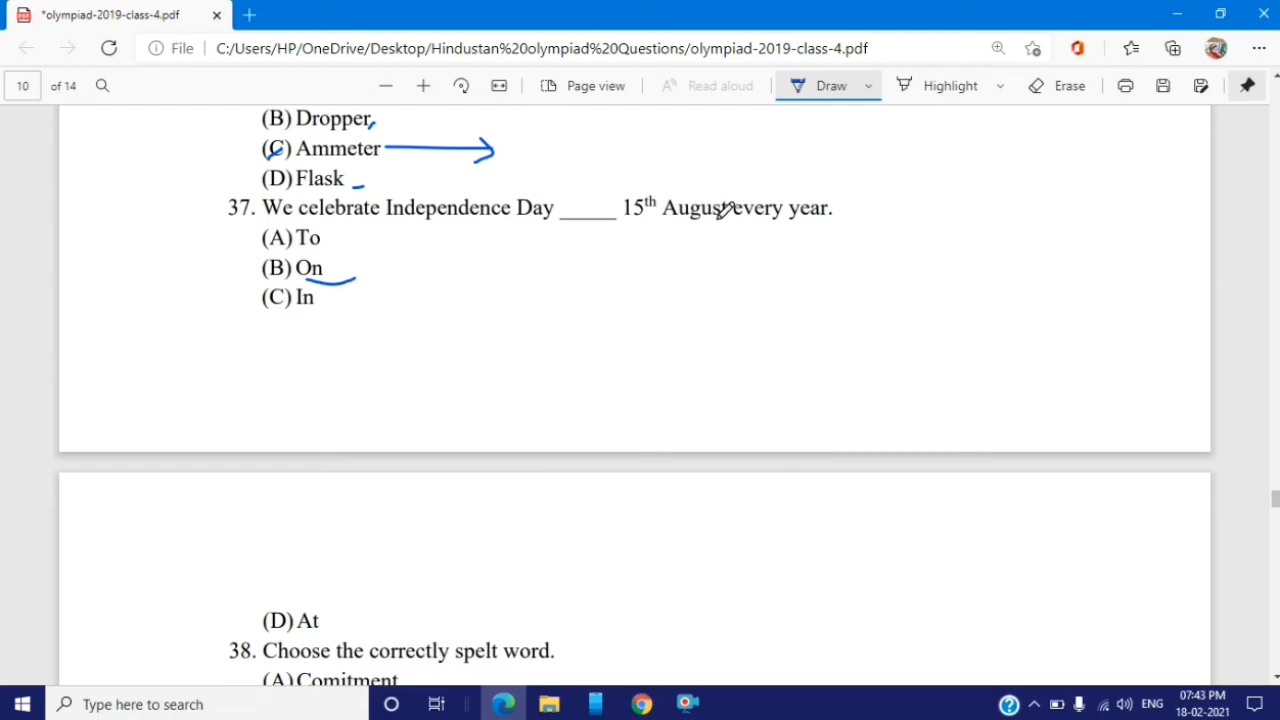 *olympiad-2019-class-4.pdf
File C:/Users/HP/OneDrive/Desktop/Hindustan%20olympiad%20Questions/olympiad-2019-class-4.pdf
10 of 14 Page view Read aloud Draw Highlight Erase
(B) Dropper
(C) Ammeter
(D) Flask
37. We celebrate Independence Day _____ 15th August every year.
(A) To
(B) On
(C) In
(D) At
38. Choose the correctly spelt word.
(A) Comitment
Type here to search
ENG
07:43 PM
18-02-2021